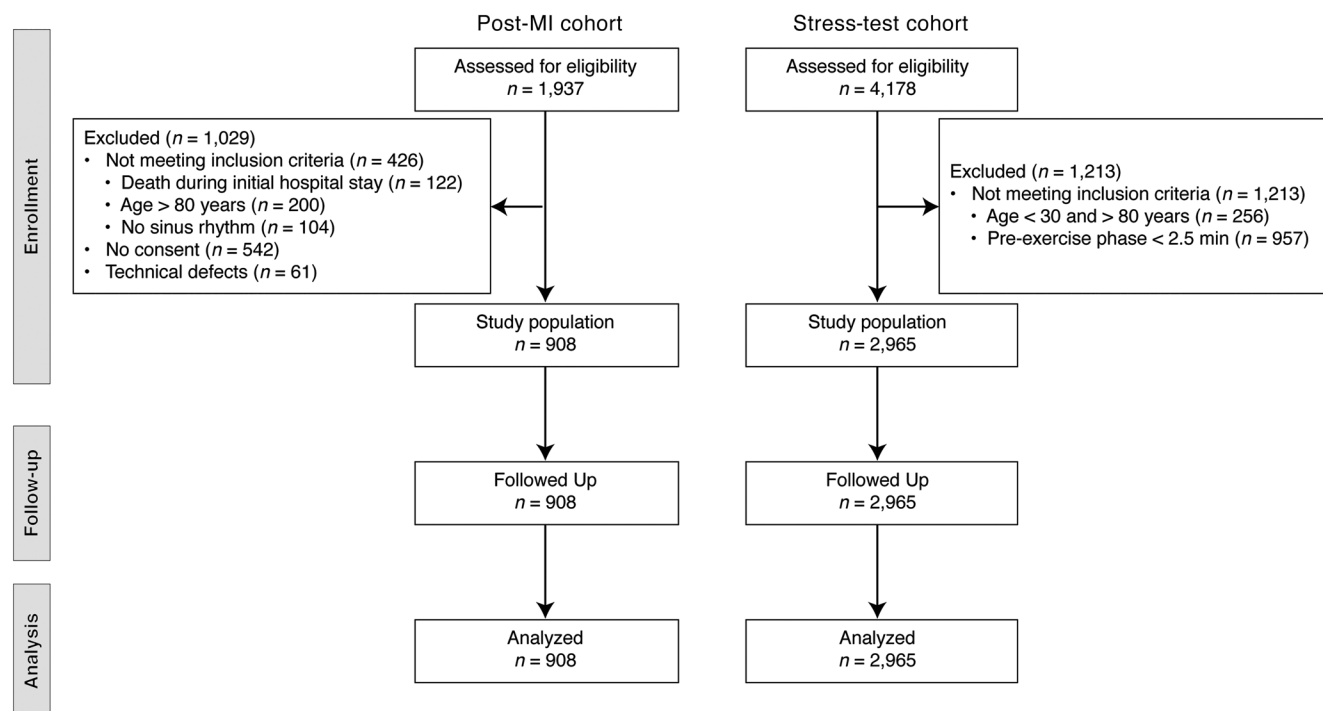 Post-MI cohort
Stress-test cohort
Enrollment
Assessed for eligibility
n = 1,937
Assessed for eligibility
n = 4,178
Excluded (n = 1,029)
• Not meeting inclusion criteria (n = 426)
• Death during initial hospital stay (n = 122)
• Age > 80 years (n = 200)
• No sinus rhythm (n = 104)
• No consent (n = 542)
• Technical defects (n = 61)
Excluded (n = 1,213)
• Not meeting inclusion criteria (n = 1,213)
• Age < 30 and > 80 years (n = 256)
• Pre-exercise phase < 2.5 min (n = 957)
Study population
n = 908
Study population
n = 2,965
Follow-up
Followed Up
n = 908
Followed Up
n = 2,965
Analysis
Analyzed
n = 908
Analyzed
n = 2,965